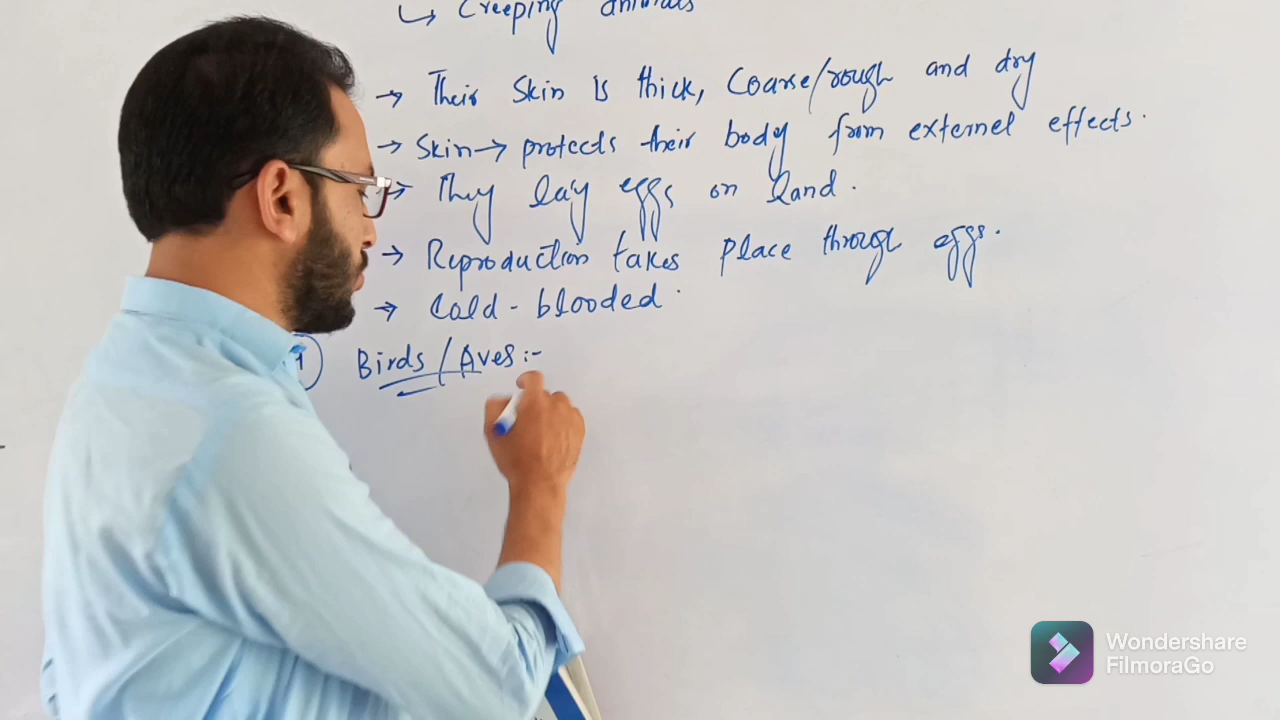 ↳ Creeping animals
→ Their Skin is thick, Coarse/rough and dry
→ Skin → protects their body from external effects.
→ They lay eggs on land.
→ Reproduction takes place through eggs.
→ Cold-blooded.
Birds/Aves:-
Wondershare
FilmoraGo